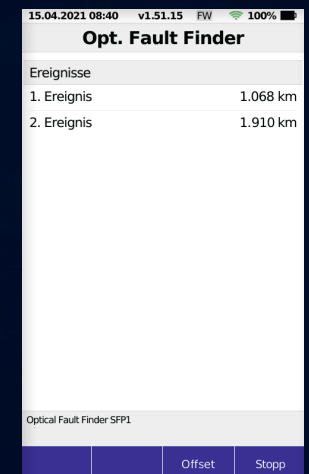 15.04.2021 08:40 v1.51.15 FW 100%
Opt. Fault Finder
Ereignisse
1. Ereignis 1.068 km
2. Ereignis 1.910 km
Optical Fault Finder SFP1
Offset Stopp